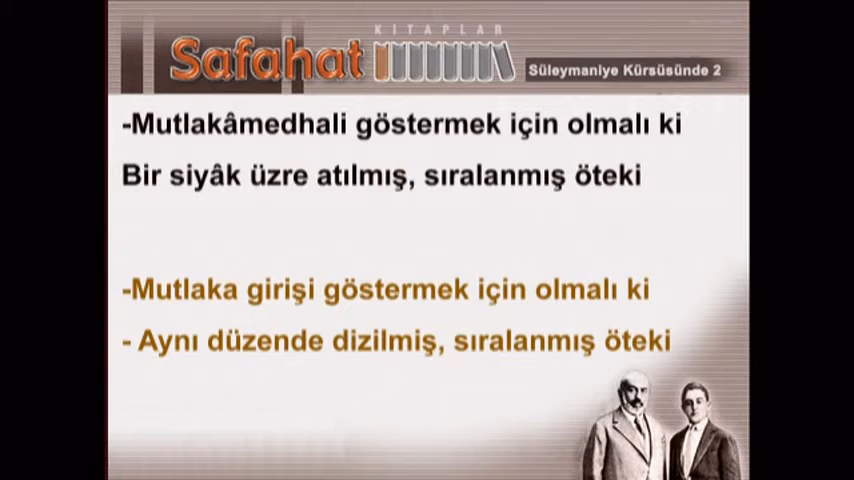 KİTAPLAR
Safahat
Süleymaniye Kürsüsünde 2
-Mutlakâmedhali göstermek için olmalı ki
Bir siyâk üzre atılmış, sıralanmış öteki
-Mutlaka girişi göstermek için olmalı ki
- Aynı düzende dizilmiş, sıralanmış öteki